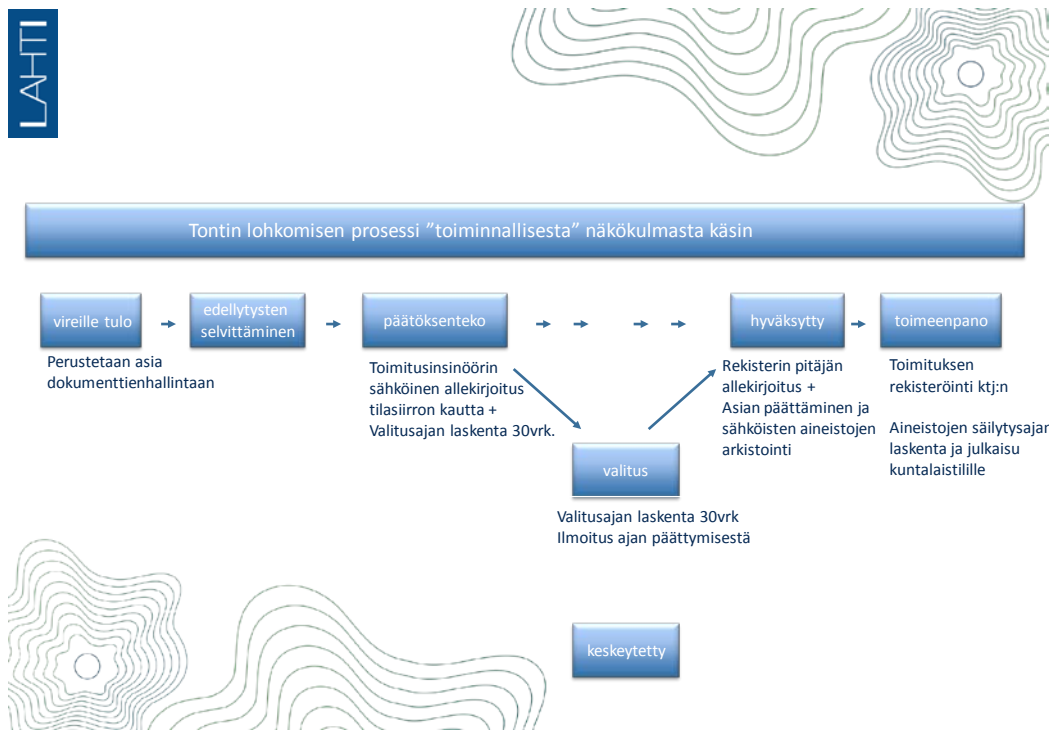 LAHTI
Tontin lohkomisen prosessi ”toiminnallisesta” näkökulmasta käsin
vireille tulo
Perustetaan asia
dokumenttienhallintaan
edellytysten
selvittäminen
päätöksenteko
Toimitusinsinöörin
sähköinen allekirjoitus
tilasiirron kautta +
Valitusajan laskenta 30vrk.
valitus
Valitusajan laskenta 30vrk
Ilmoitus ajan päättymisestä
keskeytetty
hyväksytty
Rekisterin pitäjän
allekirjoitus +
Asian päättäminen ja
sähköisten aineistojen
arkistointi
toimeenpano
Toimituksen
rekisteröinti ktj:n
Aineistojen säilytysajan
laskenta ja julkaisu
kuntalaistilille